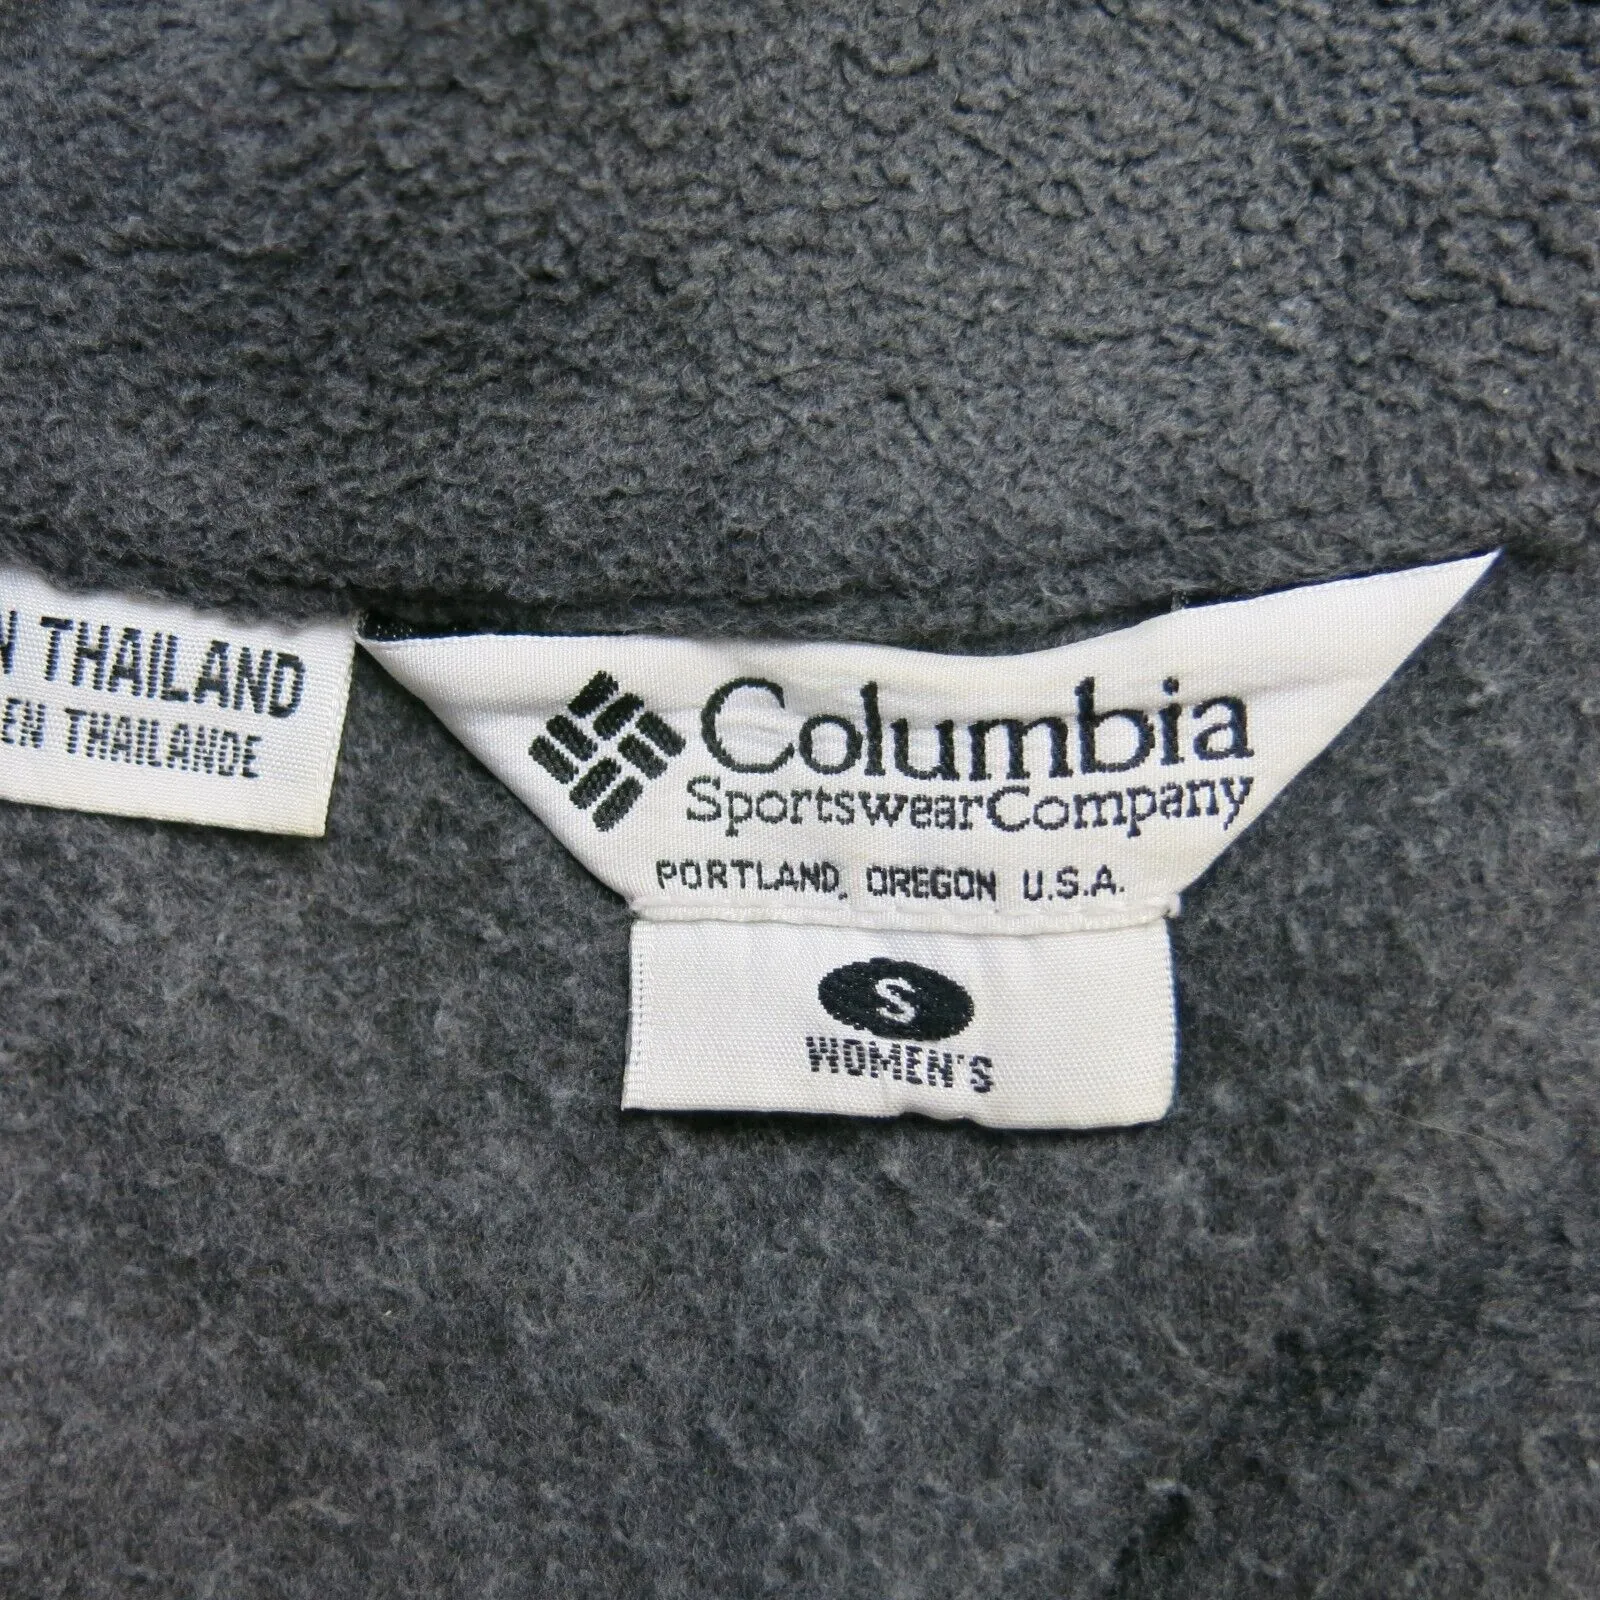 THAILAND
EN THAILANDE
Columbia
Sportswear Company
PORTLAND, OREGON U.S.A.
S
WOMEN'S